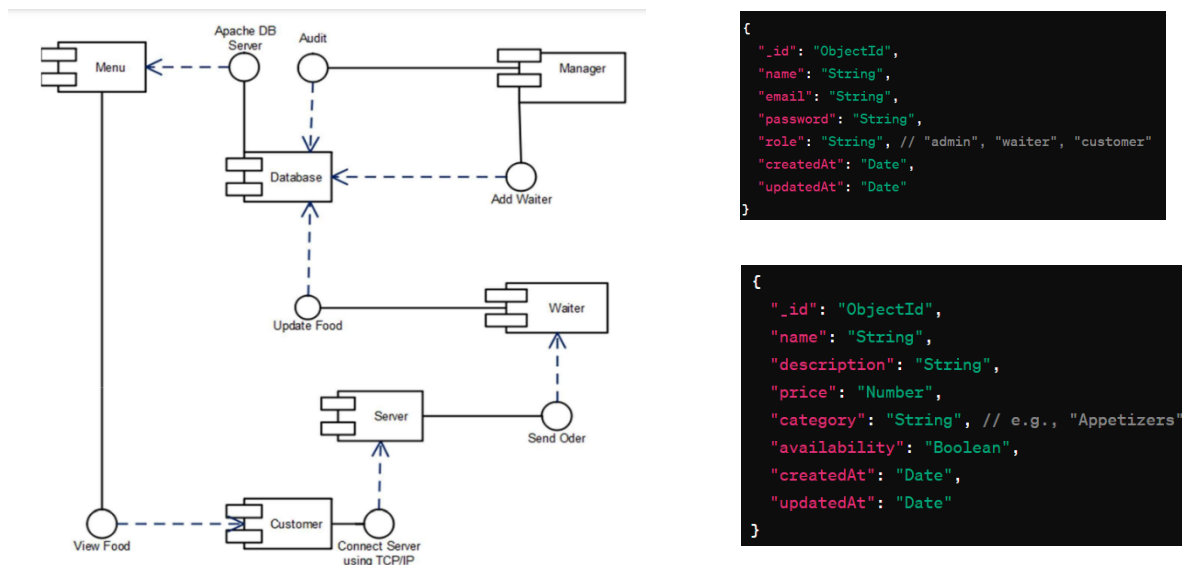 Apache DB
Server
Audit
Menu
Manager
Database
Add Waiter
Update Food
Waiter
Server
Send Oder
View Food
Customer
Connect Server
using TCP/IP
{
"_id": "ObjectId",
"name": "String",
"email": "String",
"password": "String",
"role": "String", // "admin", "waiter", "customer"
"createdAt": "Date",
"updatedAt": "Date"
}
{
"_id": "ObjectId",
"name": "String",
"description": "String",
"price": "Number",
"category": "String", // e.g., "Appetizers"
"availability": "Boolean",
"createdAt": "Date",
"updatedAt": "Date"
}